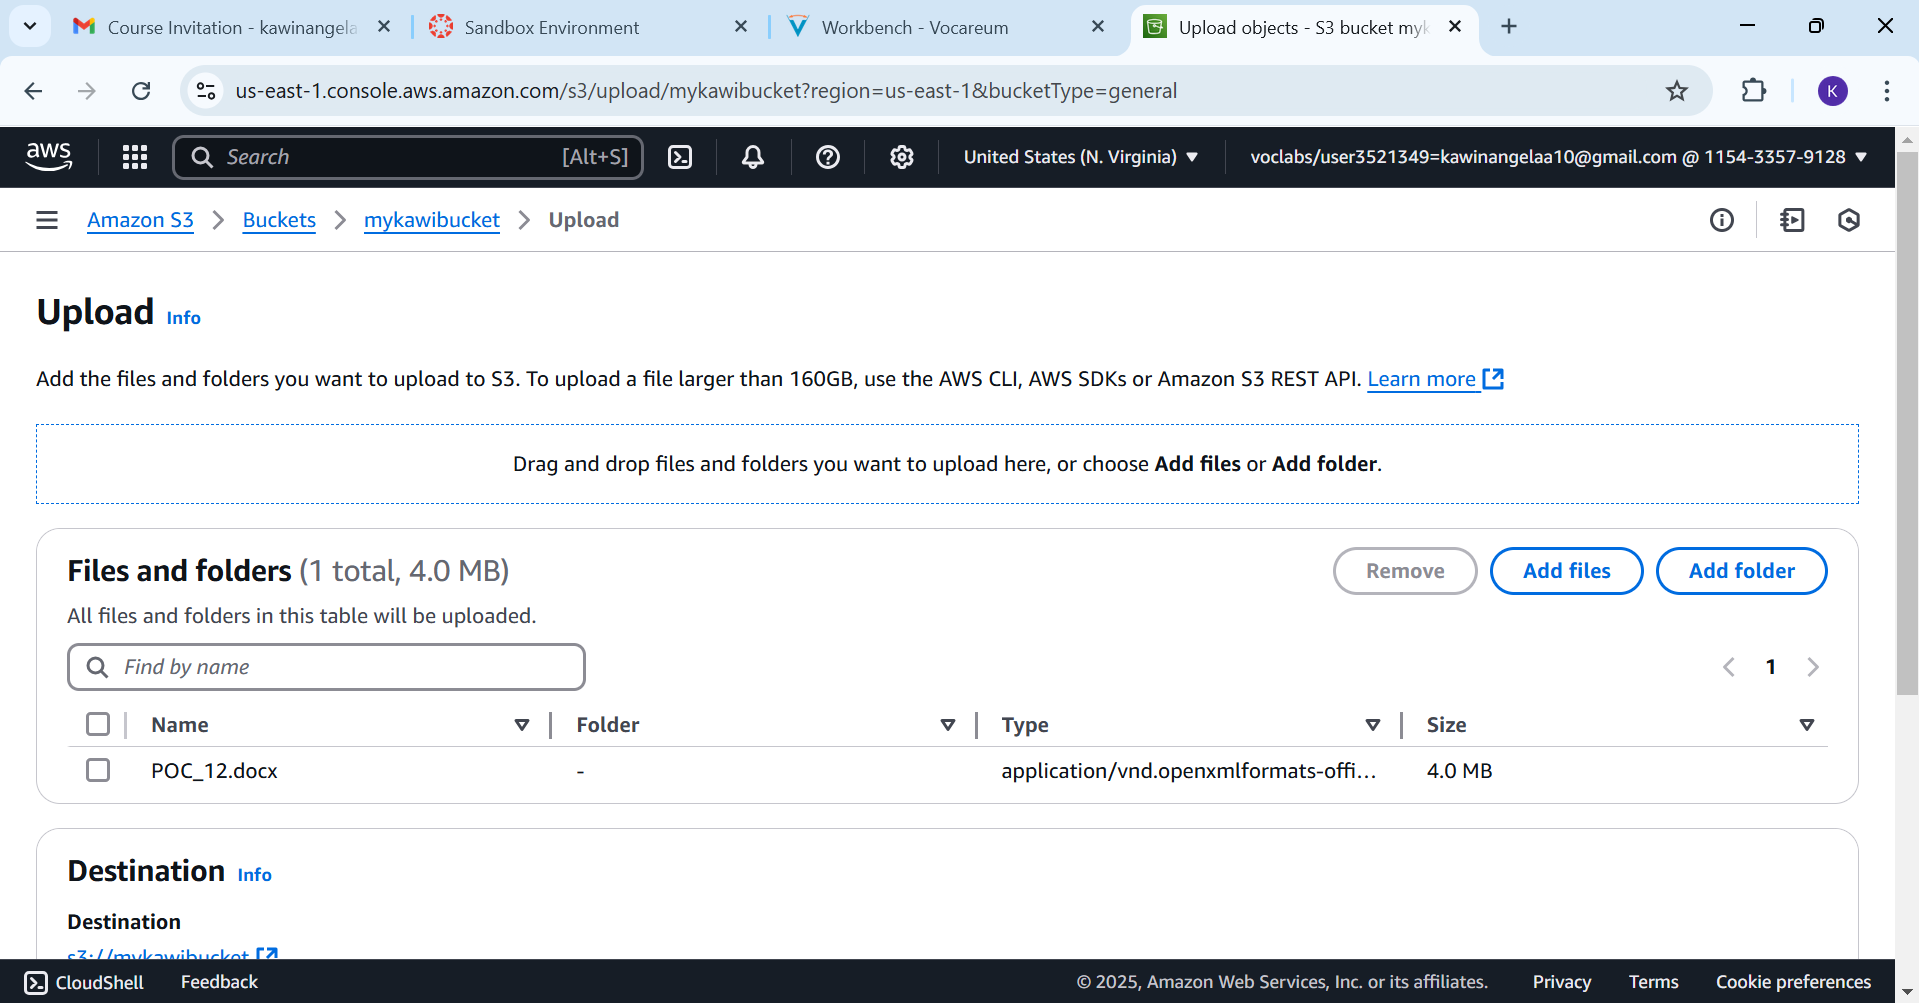 Course Invitation - kawinangela
Sandbox Environment
Workbench - Vocareum
Upload objects - S3 bucket myk
us-east-1.console.aws.amazon.com/s3/upload/mykawibucket?region=us-east-1&bucketType=general
K
aws
Search
[Alt+S]
United States (N. Virginia)
voclabs/user3521349=kawinangelaa10@gmail.com @ 1154-3357-9128
Amazon S3 > Buckets > mykawibucket > Upload
Upload Info
Add the files and folders you want to upload to S3. To upload a file larger than 160GB, use the AWS CLI, AWS SDKs or Amazon S3 REST API. Learn more
Drag and drop files and folders you want to upload here, or choose Add files or Add folder.
Files and folders (1 total, 4.0 MB)
Remove
Add files
Add folder
All files and folders in this table will be uploaded.
Find by name
1
Name Folder Type Size
POC_12.docx - application/vnd.openxmlformats-offi... 4.0 MB
Destination Info
Destination
s3://mykawibucket
CloudShell Feedback © 2025, Amazon Web Services, Inc. or its affiliates. Privacy Terms Cookie preferences